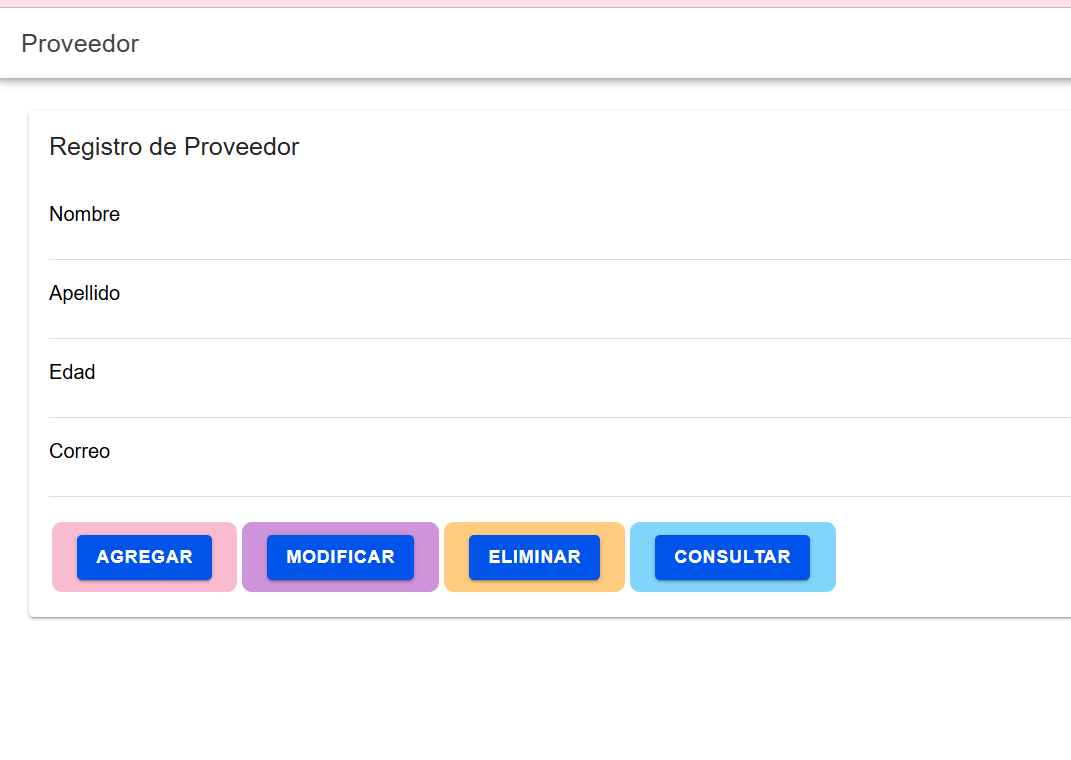 Proveedor
Registro de Proveedor
Nombre
Apellido
Edad
Correo
AGREGAR MODIFICAR ELIMINAR CONSULTAR